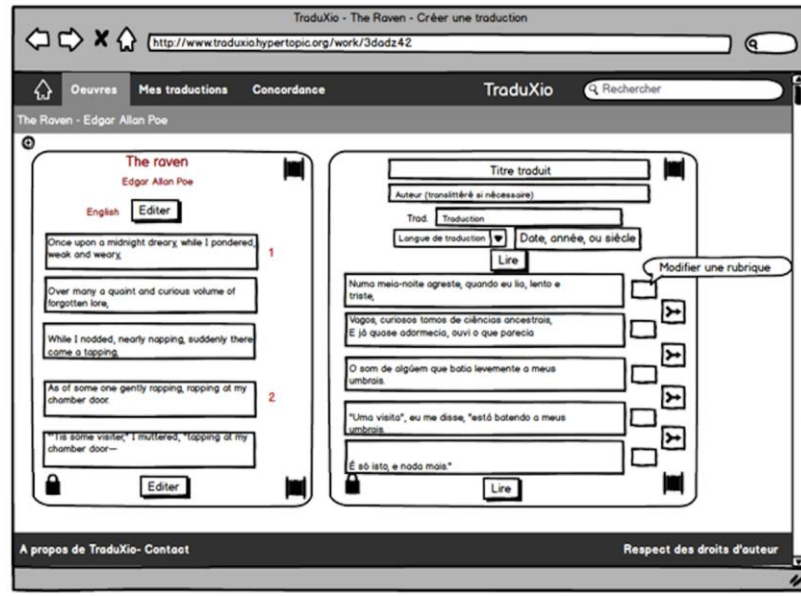 TraduXio - The Raven - Créer une traduction
http://www.traduxio.hypertopic.org/work/3dadz42
Oeuvres Mes traductions Concordance TraduXio Rechercher
The Raven - Edgar Allan Poe
The raven
Edgar Allan Poe
English Editer
Once upon a midnight dreary, while I pondered,
weak and weary,
1
Over many a quaint and curious volume of
forgotten lore,
While I nodded, nearly napping, suddenly there
came a tapping,
As of some one gently rapping, rapping at my
chamber door.
2
"'Tis some visiter," I muttered, "tapping at my
chamber door—
Editer
Titre traduit
Auteur (translittéré si nécessaire)
Trad. Traduction
Langue de traduction Date, année, ou siècle
Lire
Modifier une rubrique
Numa meia-noite agreste, quando eu lia, lento e
triste,
Vagos, curiosos tomos de ciências ancestrais,
E já quase adormecia, ouvi o que parecia
O som de algúem que batia levemente a meus
umbrais.
"Uma visita", eu me disse, "está batendo a meus
umbrais.
É só isto, e nada mais."
Lire
A propos de TraduXio- Contact Respect des droits d'auteur